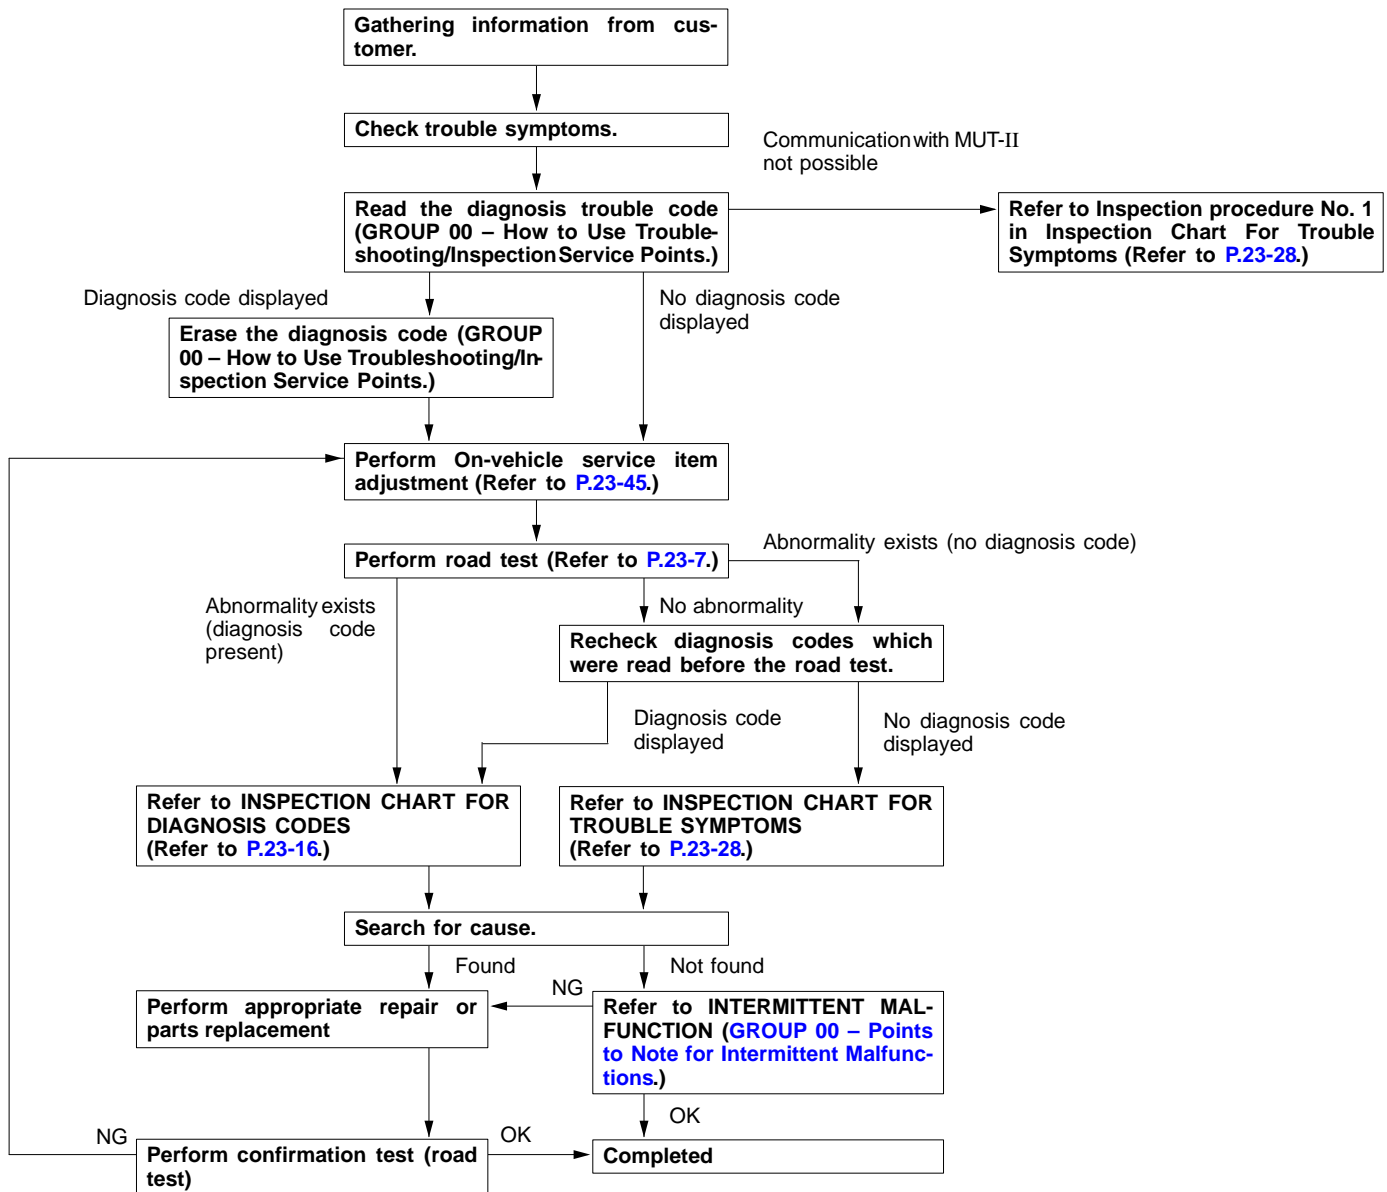 Gathering information from cus-
tomer.
Check trouble symptoms.
Communication with MUT-II
not possible
Read the diagnosis trouble code
(GROUP 00 – How to Use Trouble-
shooting/Inspection Service Points.)
Refer to Inspection procedure No. 1
in Inspection Chart For Trouble
Symptoms (Refer to P.23-28.)
Diagnosis code displayed
No diagnosis code
displayed
Erase the diagnosis code (GROUP
00 – How to Use Troubleshooting/In-
spection Service Points.)
Perform On-vehicle service item
adjustment (Refer to P.23-45.)
Perform road test (Refer to P.23-7.)
Abnormality exists (no diagnosis code)
Abnormality exists
(diagnosis code
present)
No abnormality
Recheck diagnosis codes which
were read before the road test.
Diagnosis code
displayed
No diagnosis code
displayed
Refer to INSPECTION CHART FOR
DIAGNOSIS CODES
(Refer to P.23-16.)
Refer to INSPECTION CHART FOR
TROUBLE SYMPTOMS
(Refer to P.23-28.)
Search for cause.
Found
Not found
Perform appropriate repair or
parts replacement
NG
Refer to INTERMITTENT MAL-
FUNCTION (GROUP 00 – Points
to Note for Intermittent Malfunc-
tions.)
OK
NG
Perform confirmation test (road
test)
OK
Completed